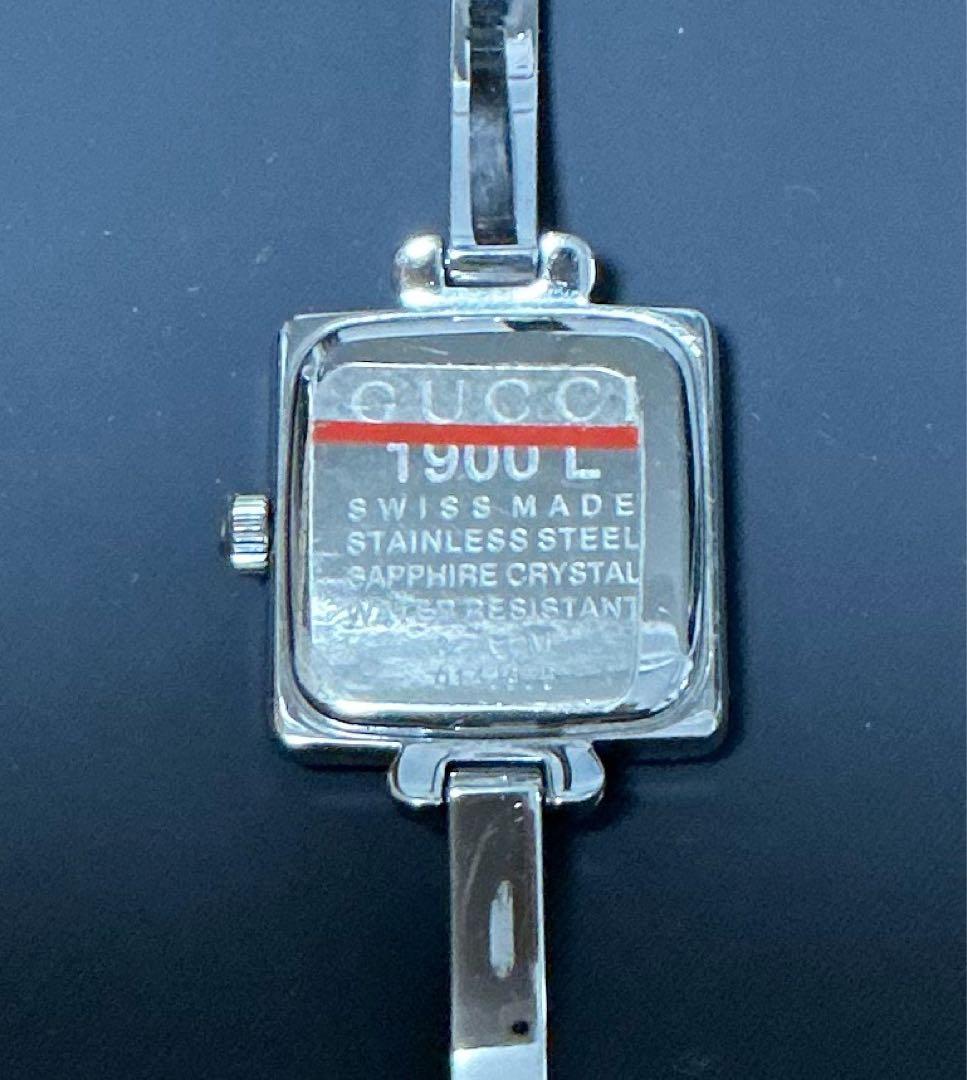 GUCCI
1900 L
SWISS MADE
STAINLESS STEEL
SAPPHIRE CRYSTAL
WATER RESISTANT